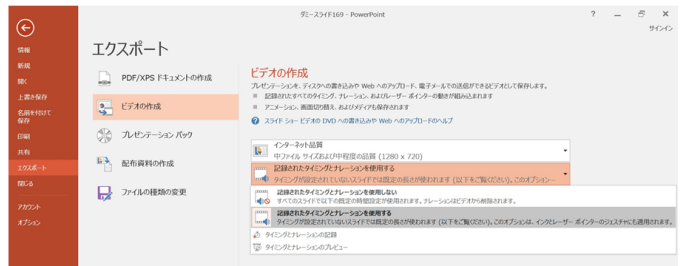 デミースライド169 - PowerPoint
?
サインイン
情報
新規
開く
上書き保存
名前を付けて
保存
印刷
共有
エクスポート
閉じる
アカウント
オプション
エクスポート
PDF/XPS ドキュメントの作成
ビデオの作成
プレゼンテーション パック
配布資料の作成
ファイルの種類の変更
ビデオの作成
プレゼンテーションを、ディスクへの書き込みや Web へのアップロード、電子メールでの送信ができるビデオとして保存します。
記録されたすべてのタイミング、ナレーション、およびレーザー ポインターの動きが組み込まれます
アニメーション、画面切り替え、およびメディアも保存されます
スライド ショー ビデオの DVD への書き込みや Web へのアップロードのヘルプ
インターネット品質
中ファイル サイズおよび中程度の品質 (1280 x 720)
記録されたタイミングとナレーションを使用する
タイミングが設定されていないスライドでは既定の長さが使われます (以下をご覧ください)。このオプション...
記録されたタイミングとナレーションを使用しない
すべてのスライドで以下の既定の時間設定が使用されます。ナレーションはビデオから削除されます。
記録されたタイミングとナレーションを使用する
タイミングが設定されていないスライドでは既定の長さが使われます (以下をご覧ください)。このオプションは、インクとレーザー ポインターのジェスチャにも適用されます。
タイミングとナレーションの記録
タイミングとナレーションのプレビュー